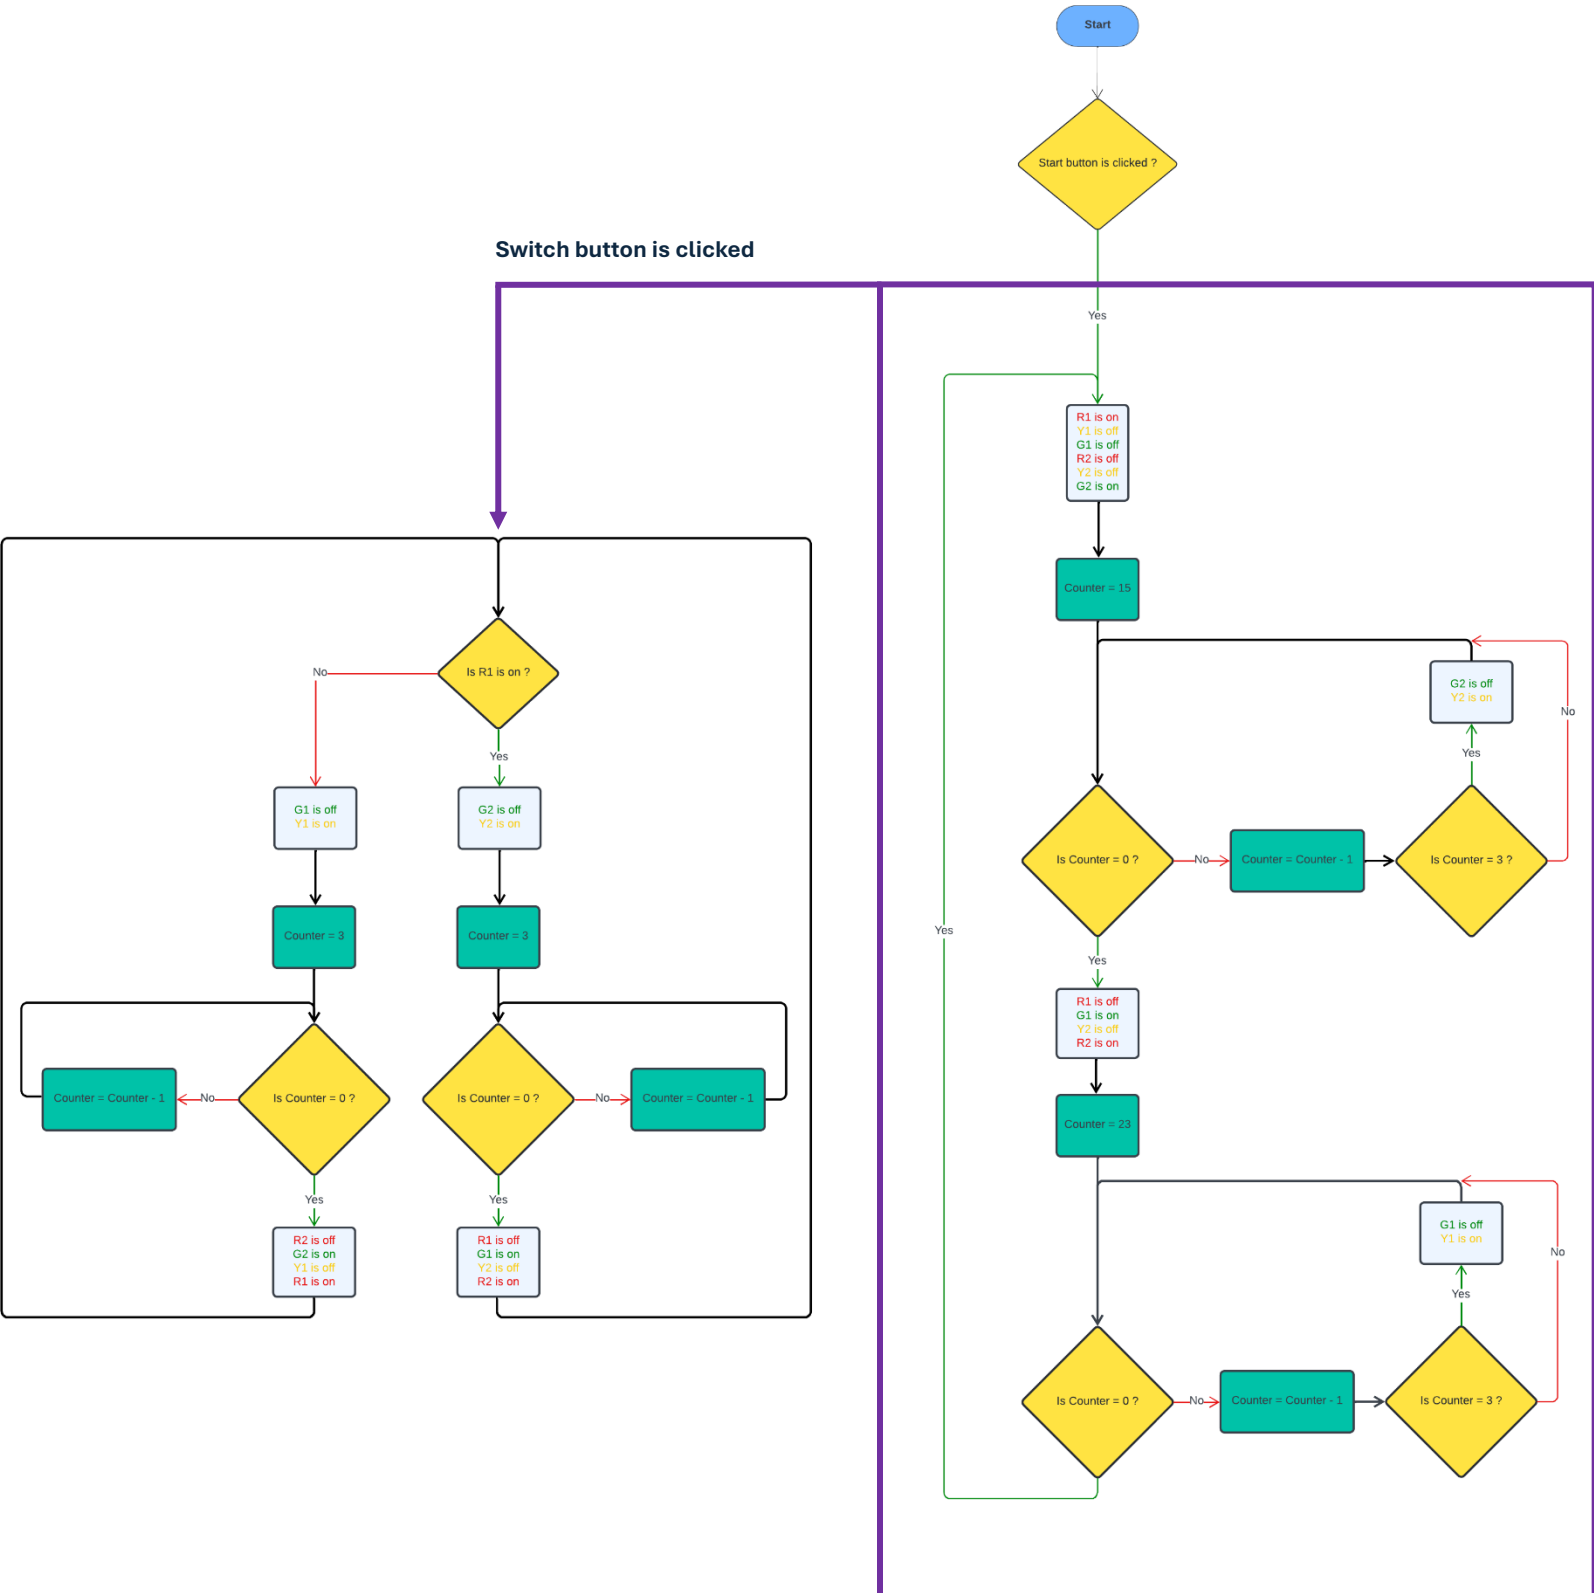 Start
Start button is clicked ?
Switch button is clicked
Yes
R1 is on
Y1 is off
G1 is off
R2 is off
Y2 is off
G2 is on
Counter = 15
G2 is off
Y2 is on
No
Yes
Is Counter = 0 ?
No
Counter = Counter - 1
Is Counter = 3 ?
Yes
Yes
R1 is off
G1 is on
Y2 is off
R2 is on
Counter = 23
G1 is off
Y1 is on
No
Yes
Is Counter = 0 ?
No
Counter = Counter - 1
Is Counter = 3 ?
Is R1 is on ?
No
Yes
G1 is off
Y1 is on
G2 is off
Y2 is on
Counter = 3
Counter = 3
Counter = Counter - 1
No
Is Counter = 0 ?
Is Counter = 0 ?
No
Counter = Counter - 1
Yes
Yes
R2 is off
G2 is on
Y1 is off
R1 is on
R1 is off
G1 is on
Y2 is off
R2 is on